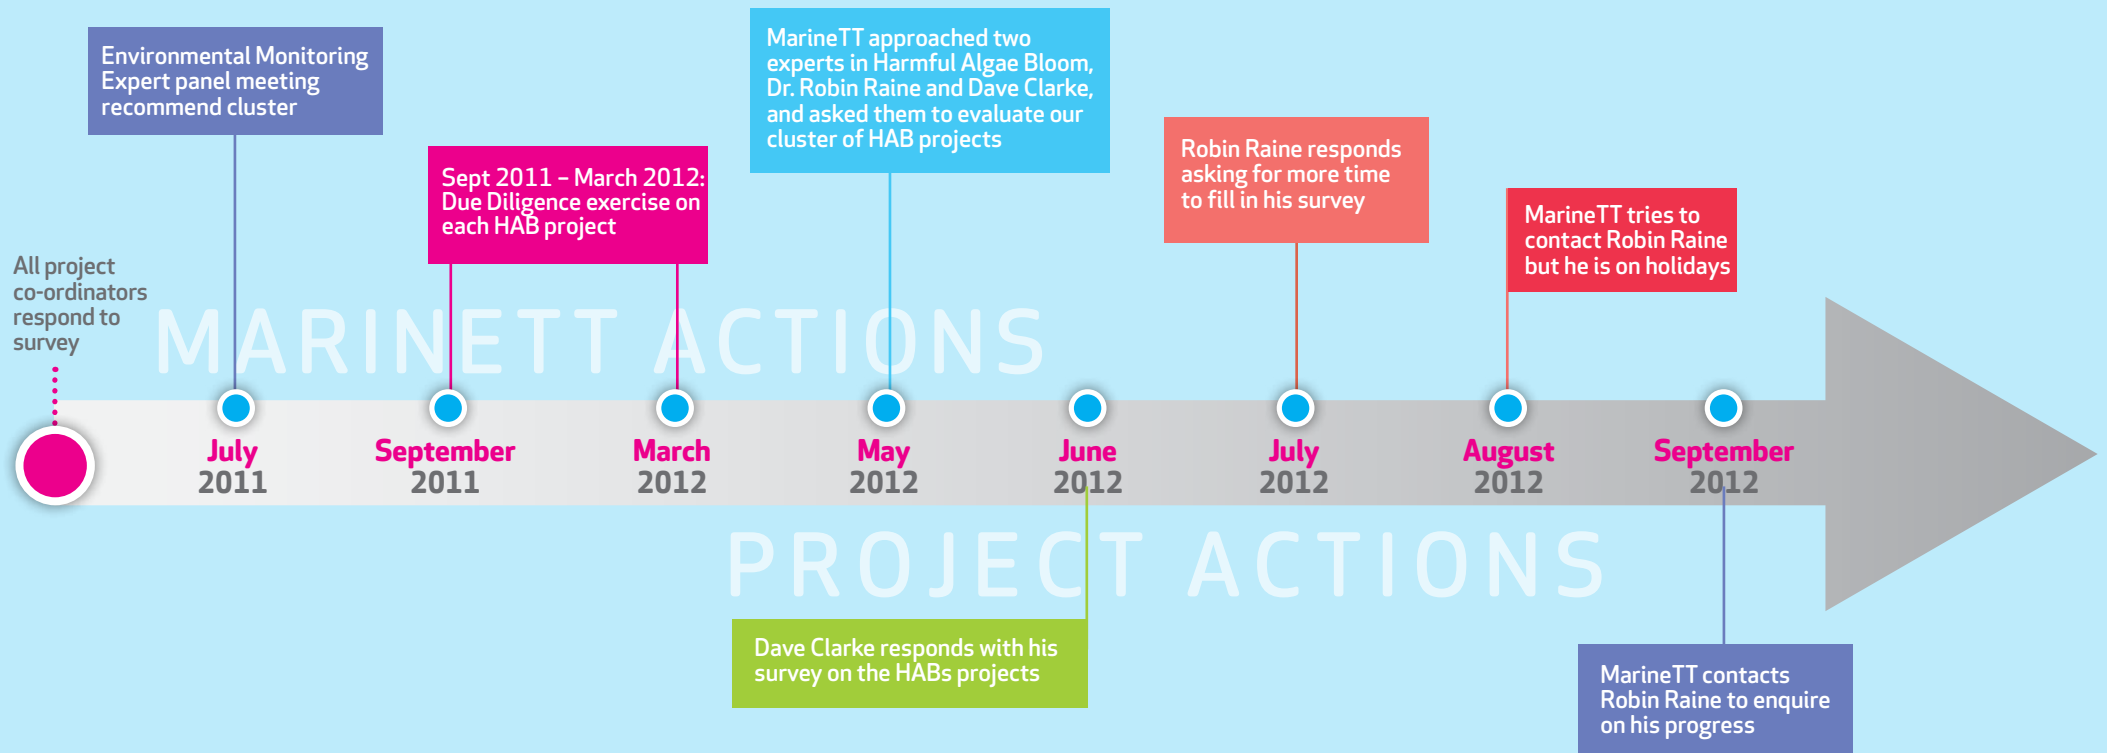 Environmental Monitoring
Expert panel meeting
recommend cluster
Sept 2011 – March 2012:
Due Diligence exercise on
each HAB project
MarineTT approached two
experts in Harmful Algae Bloom,
Dr. Robin Raine and Dave Clarke,
and asked them to evaluate our
cluster of HAB projects
Robin Raine responds
asking for more time
to fill in his survey
MarineTT tries to
contact Robin Raine
but he is on holidays
All project
co-ordinators
respond to
survey
MARINETT ACTIONS
July
2011
September
2011
March
2012
May
2012
June
2012
July
2012
August
2012
September
2012
PROJECT ACTIONS
Dave Clarke responds with his
survey on the HABs projects
MarineTT contacts
Robin Raine to enquire
on his progress